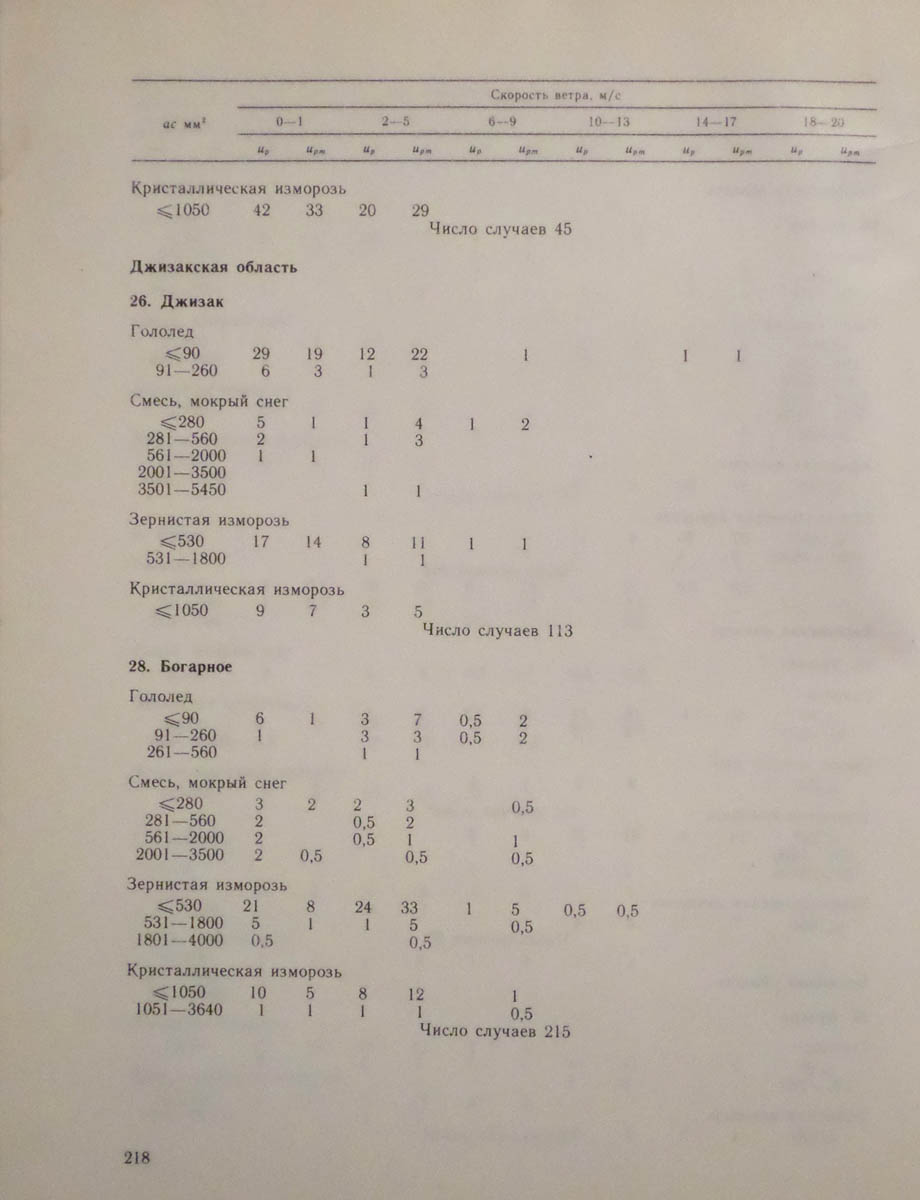 Скорость ветра, м/с
ас мм² 0—1 2—5 6—9 10—13 14—17 18—20
uр uрт uр uрт uр uрт uр uрт uр uрт uр uрт
Кристаллическая изморозь
⩽1050 42 33 20 29
Число случаев 45
Джизакская область
26. Джизак
Гололед
⩽90 29 19 12 22 1 1 1
91—260 6 3 1 3
Смесь, мокрый снег
⩽280 5 1 1 4 1 2
281—560 2 1 3
561—2000 1 1
2001—3500
3501—5450 1 1
Зернистая изморозь
⩽530 17 14 8 11 1 1
531—1800 1 1
Кристаллическая изморозь
⩽1050 9 7 3 5
Число случаев 113
28. Богарное
Гололед
⩽90 6 1 3 7 0,5 2
91—260 1 3 3 0,5 2
261—560 1 1
Смесь, мокрый снег
⩽280 3 2 2 3 0,5
281—560 2 0,5 2
561—2000 2 0,5 1 1
2001—3500 2 0,5 0,5 0,5
Зернистая изморозь
⩽530 21 8 24 33 1 5 0,5 0,5
531—1800 5 1 1 5 0,5
1801—4000 0,5 0,5
Кристаллическая изморозь
⩽1050 10 5 8 12 1
1051—3640 1 1 1 1 0,5
Число случаев 215
218